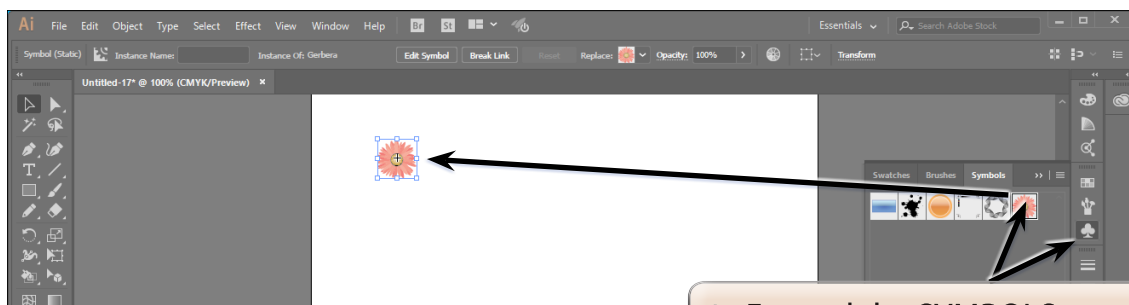 Ai File Edit Object Type Select Effect View Window Help Br St Essentials Search Adobe Stock
Symbol (Static) Instance Name: Instance Of: Gerbera Edit Symbol Break Link Reset Replace: Opacity: 100% Transform
Untitled-17* @ 100% (CMYK/Preview) ×
Swatches Brushes Symbols